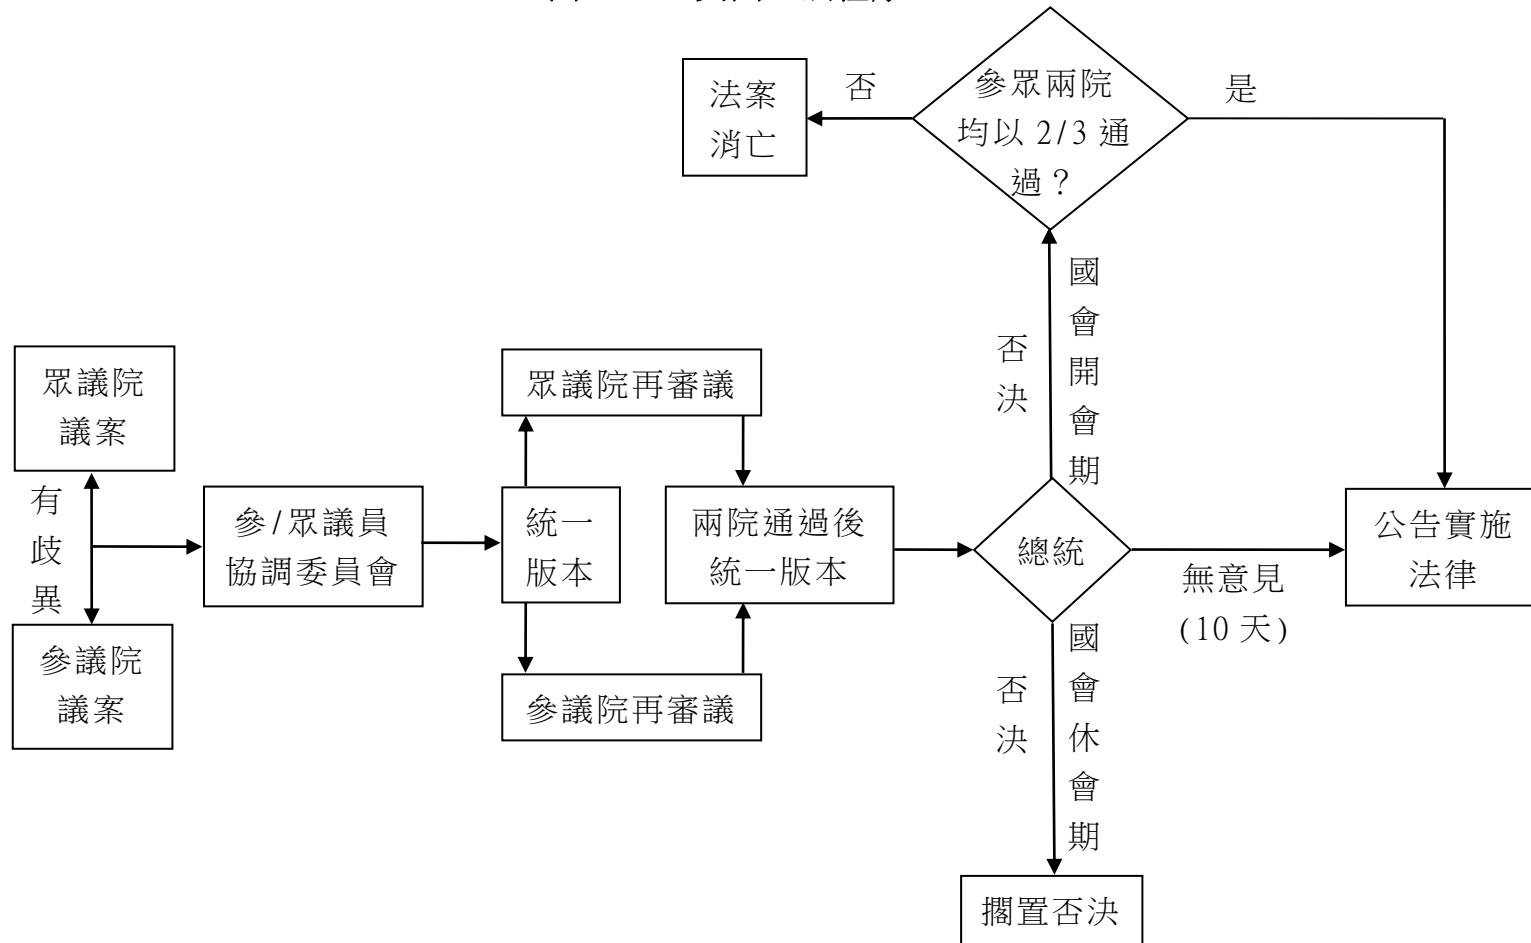 法案
消亡
否
參眾兩院
均以 2/3 通
過？
是
國會開會期
否決
眾議院
議案
有歧異
參議院
議案
參/眾議員
協調委員會
眾議院再審議
統一
版本
參議院再審議
兩院通過後
統一版本
總統
無意見
(10 天)
公告實施
法律
國會休會期
否決
擱置否決